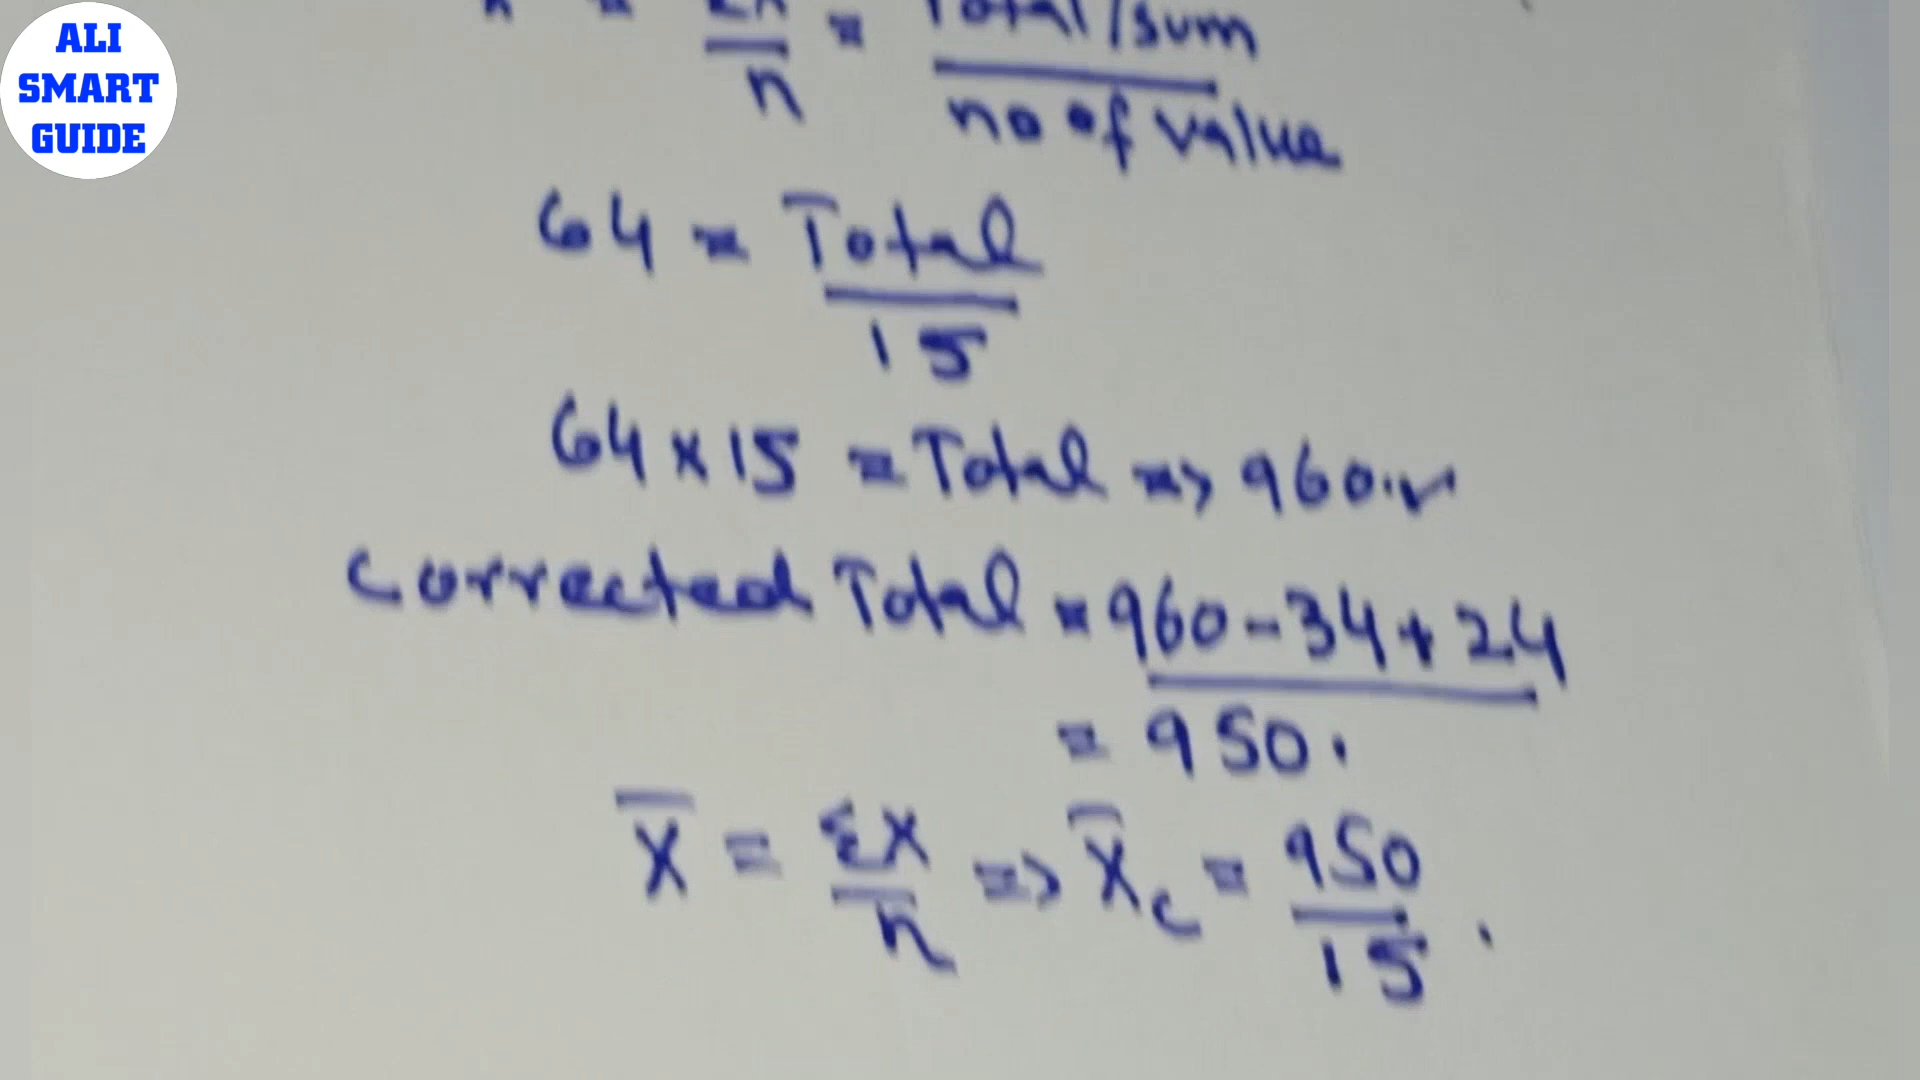 ALI
SMART
GUIDE
= = Σx/n = Total/sum / no of value
64 = Total / 15
64 x 15 = Total => 960.
corrected Total = 960 - 34 + 24
= 950.
X̄ = ΣX/n => X̄c = 950/15.